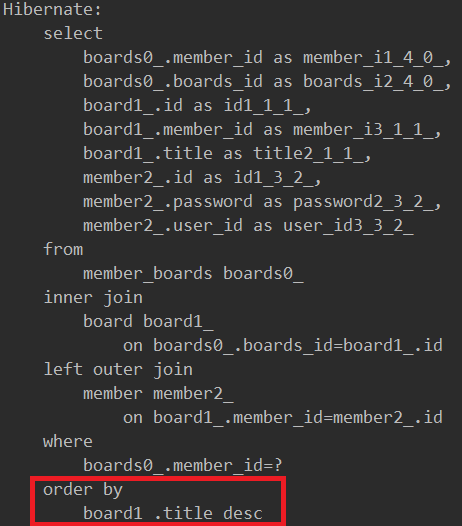 Hibernate:
select
boards0_.member_id as member_i1_4_0_,
boards0_.boards_id as boards_i2_4_0_,
board1_.id as id1_1_1_,
board1_.member_id as member_i3_1_1_,
board1_.title as title2_1_1_,
member2_.id as id1_3_2_,
member2_.password as password2_3_2_,
member2_.user_id as user_id3_3_2_
from
member_boards boards0_
inner join
board board1_
on boards0_.boards_id=board1_.id
left outer join
member member2_
on board1_.member_id=member2_.id
where
boards0_.member_id=?
order by
board1_.title desc